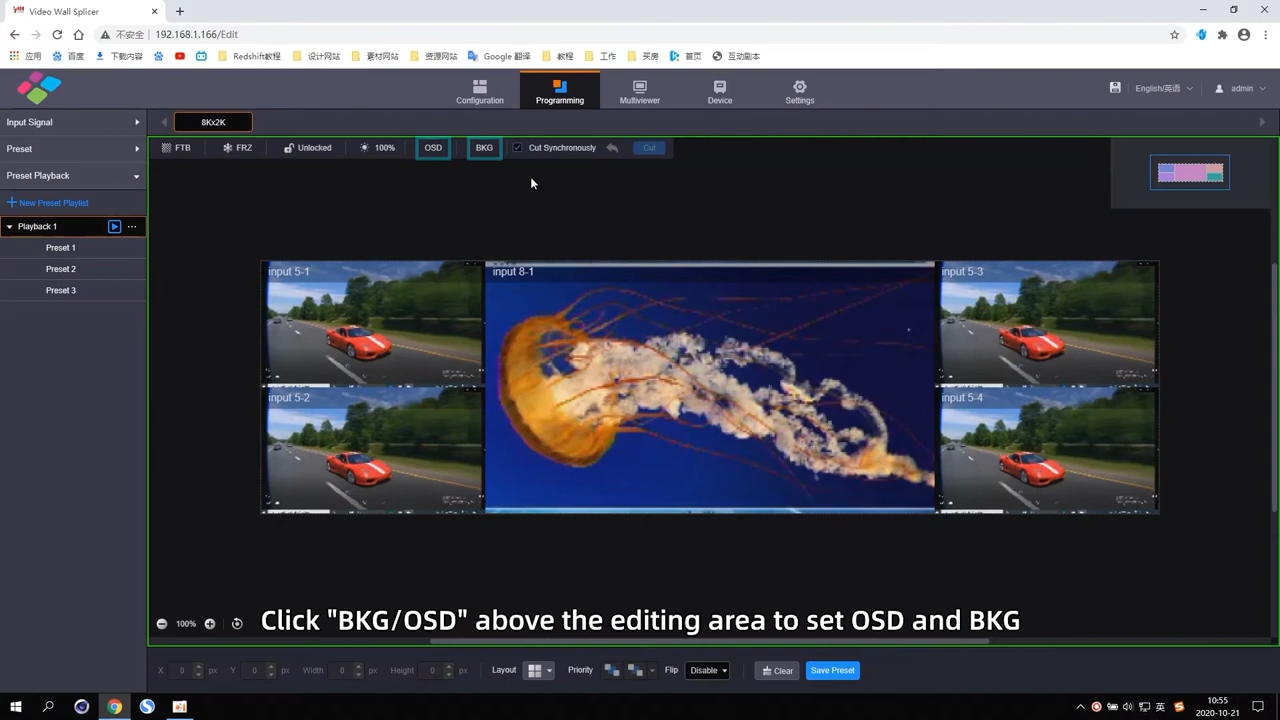 Video Wall Splicer
不安全
192.168.1.166/Edit
应用
百度
下载内容
百
Redshift教程
设计网站
素材网站
资源网站
Google 翻译
教程
工作
买房
首页
互动副本
Configuration
Programming
Multiviewer
Device
Settings
English/英语
admin
Input Signal
8Kx2K
Preset
FTB
FRZ
Unlocked
100%
OSD
BKG
Cut Synchronously
Cut
Preset Playback
New Preset Playlist
Playback 1
Preset 1
Preset 2
Preset 3
input 5-1
input 8-1
input 5-3
input 5-2
input 5-4
100%
Click "BKG/OSD" above the editing area to set OSD and BKG
X 0 px Y 0 px Width 0 px Height 0 px Layout Priority Flip Disable Clear Save Preset
英
10:55
2020-10-21